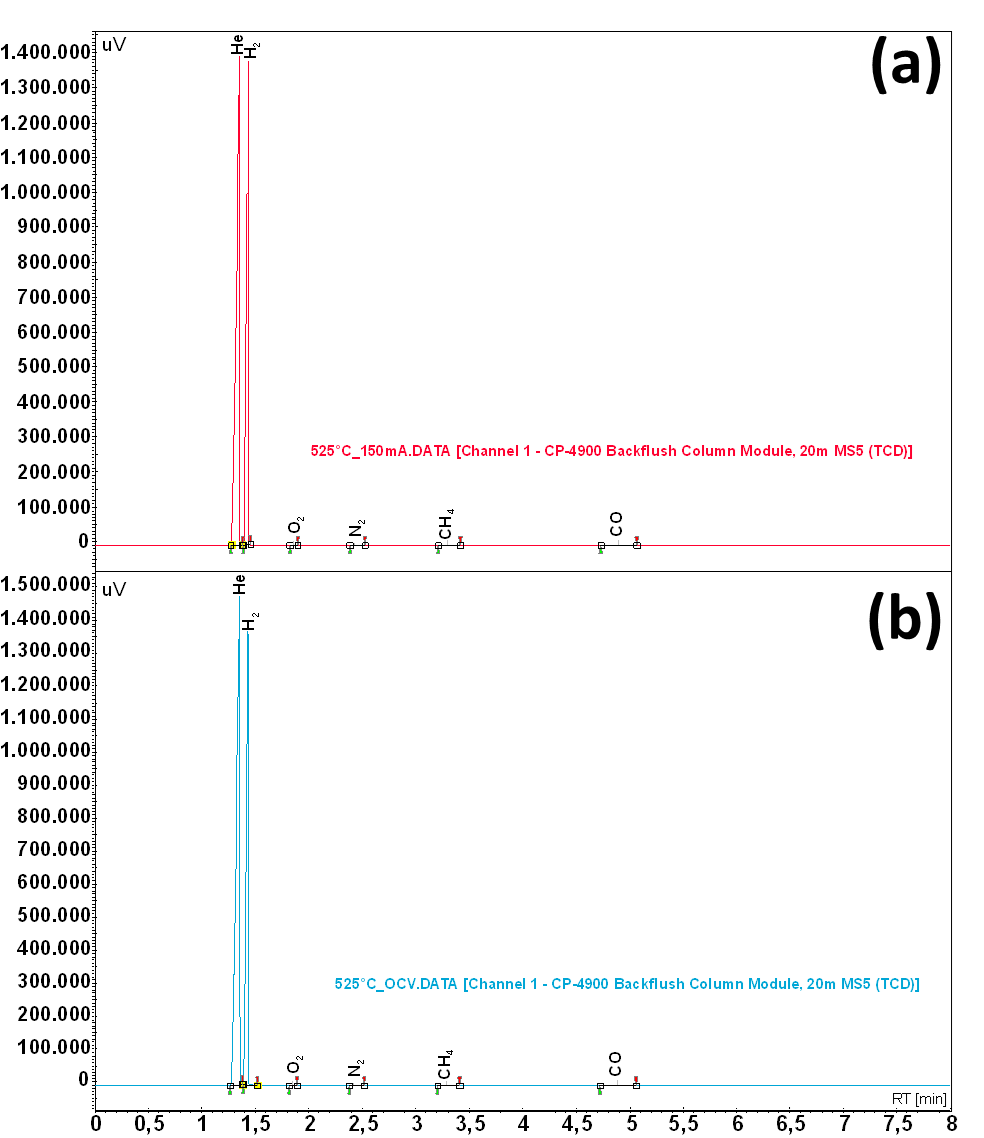 uV
(a)
He
H₂
1.400.000
1.300.000
1.200.000
1.100.000
1.000.000
900.000
800.000
700.000
600.000
500.000
400.000
300.000
200.000
100.000
0
525°C_150mA.DATA [Channel 1 - CP-4900 Backflush Column Module, 20m MS5 (TCD)]
O₂
N₂
CH₄
CO
uV
(b)
He
H₂
1.500.000
1.400.000
1.300.000
1.200.000
1.100.000
1.000.000
900.000
800.000
700.000
600.000
500.000
400.000
300.000
200.000
100.000
0
525°C_OCV.DATA [Channel 1 - CP-4900 Backflush Column Module, 20m MS5 (TCD)]
O₂
N₂
CH₄
CO
RT [min]
0 0,5 1 1,5 2 2,5 3 3,5 4 4,5 5 5,5 6 6,5 7 7,5 8